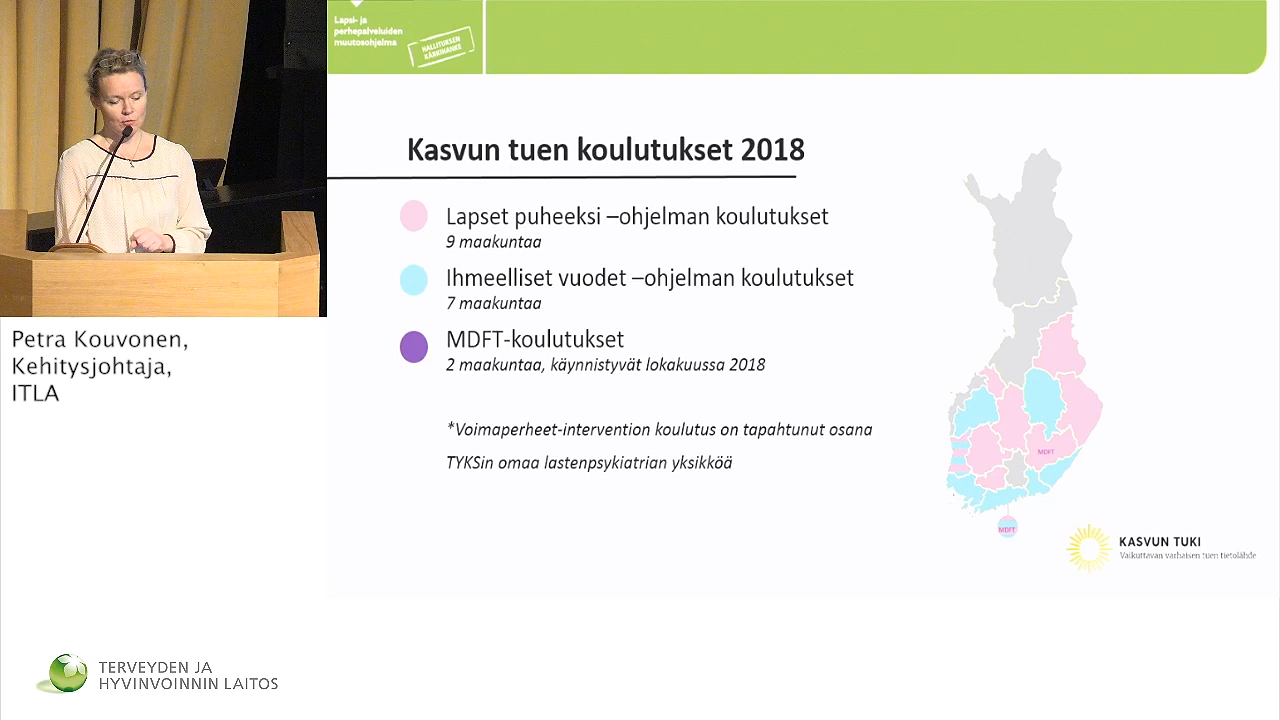 Lapsi- ja
perhepalveluiden
muutosohjelma
HALLITUKSEN
KÄRKIHANKE
Kasvun tuen koulutukset 2018
Lapset puheeksi –ohjelman koulutukset
9 maakuntaa
Ihmeelliset vuodet –ohjelman koulutukset
7 maakuntaa
MDFT-koulutukset
2 maakuntaa, käynnistyvät lokakuussa 2018
*Voimaperheet-intervention koulutus on tapahtunut osana
TYKSin omaa lastenpsykiatrian yksikköä
MDFT
MDFT
KASVUN TUKI
Vaikuttavan varhaisen tuen tietolähde
Petra Kouvonen,
Kehitysjohtaja,
ITLA
TERVEYDEN JA
HYVINVOINNIN LAITOS